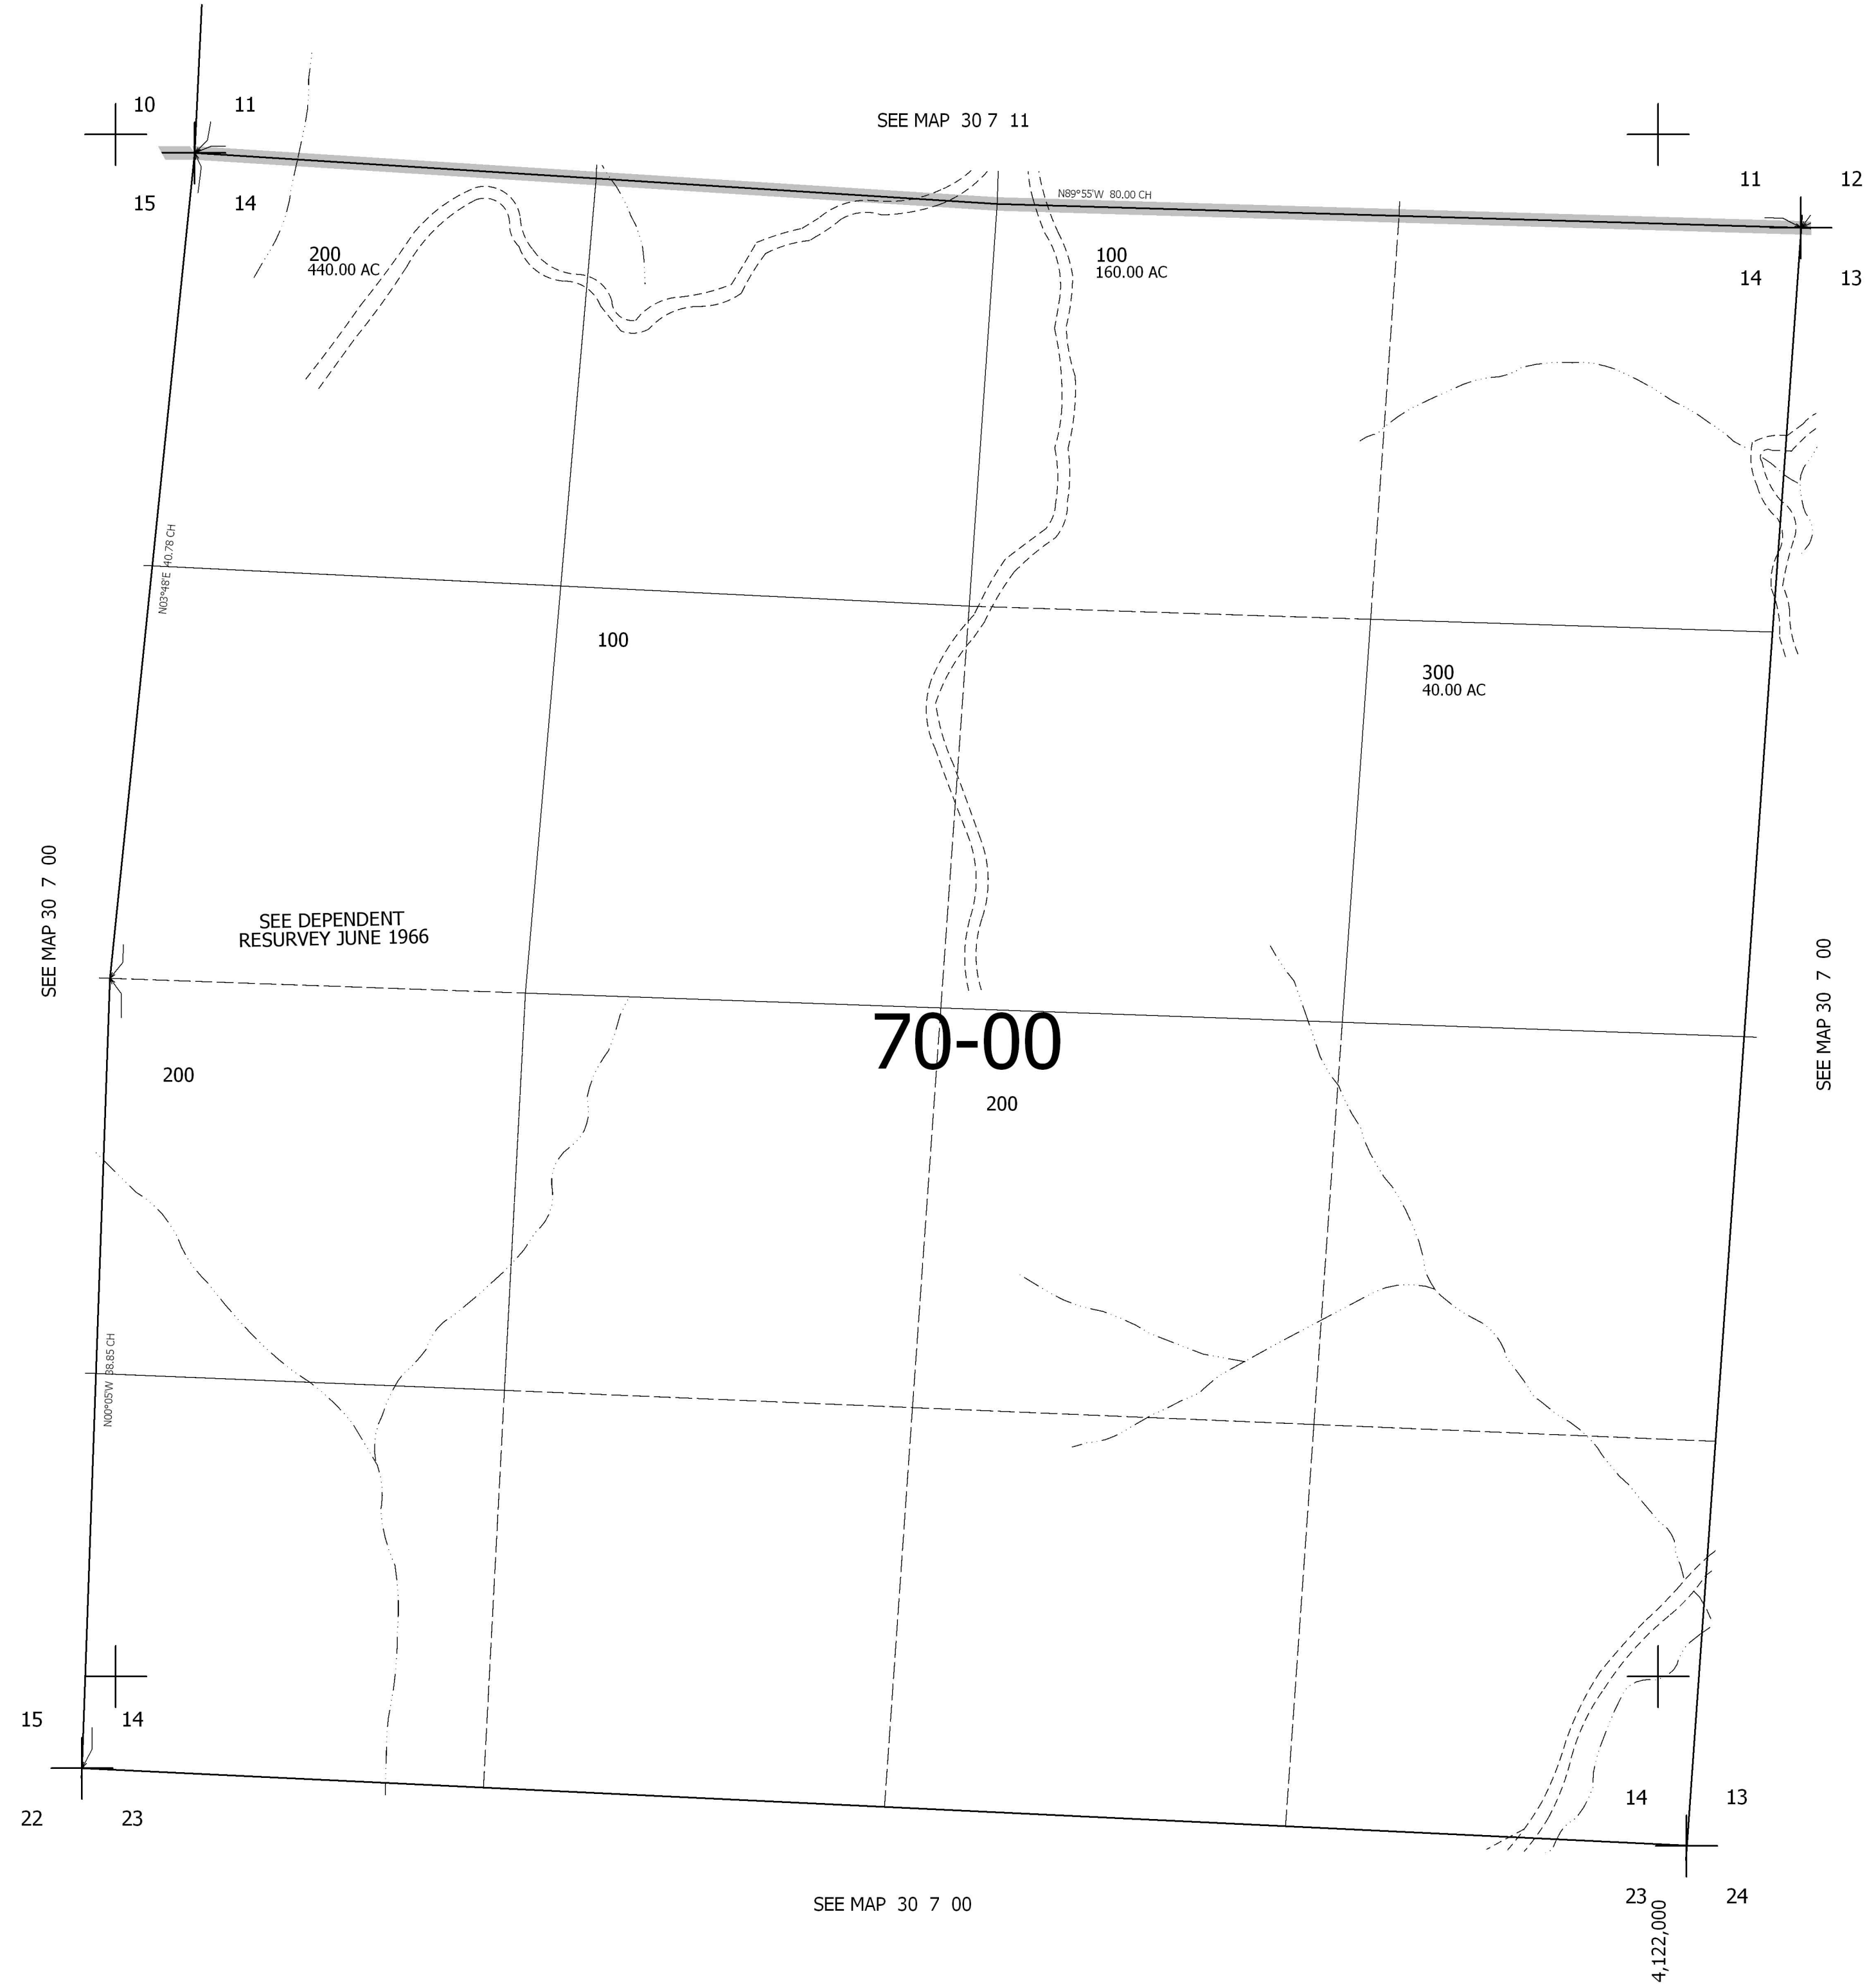 10
11
SEE MAP 30 7 11
15
14
N89°55'W 80.00 CH
11
12
200
440.00 AC
100
160.00 AC
14
13
N03°48'E 40.78 CH
100
300
40.00 AC
SEE MAP 30 7 00
SEE DEPENDENT
RESURVEY JUNE 1966
SEE MAP 30 7 00
70-00
200
200
N00°05'W 38.85 CH
15
14
14
13
22
23
SEE MAP 30 7 00
23
24
4,122,000